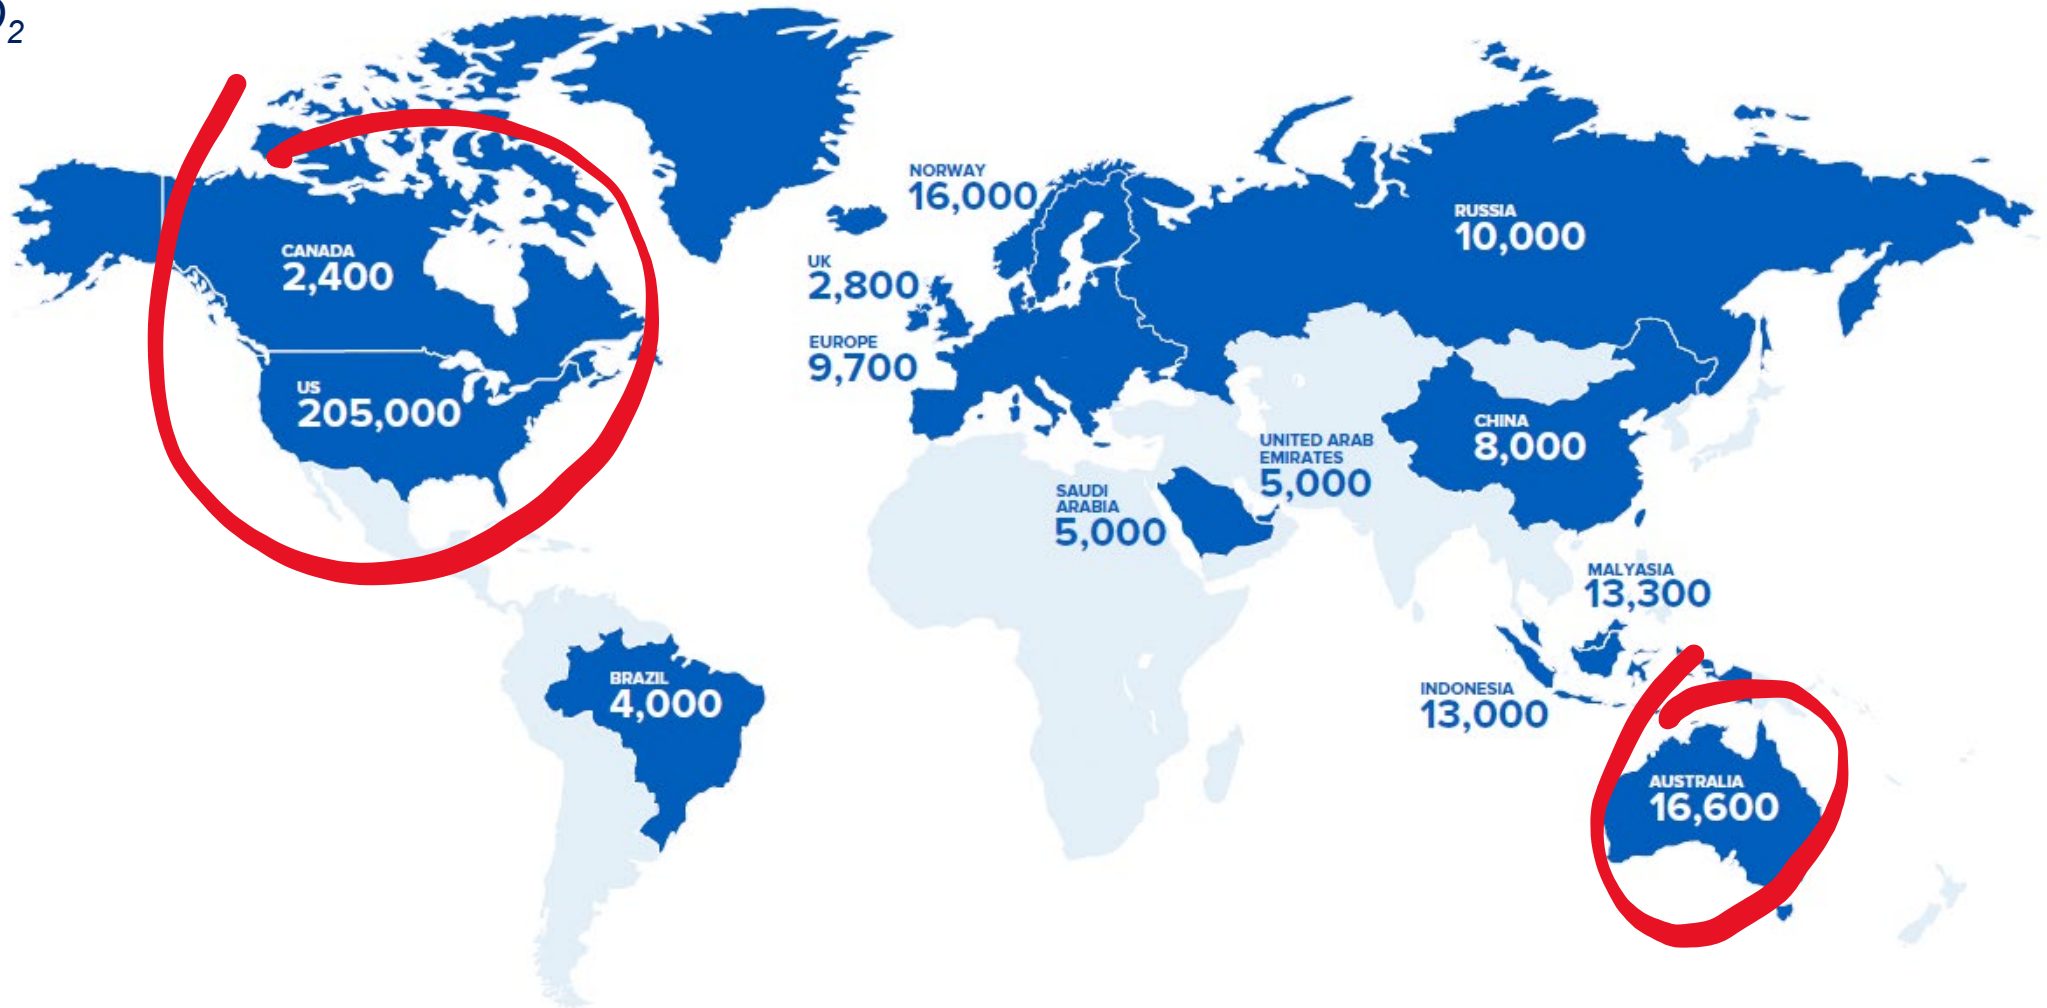 O₂
NORWAY
16,000
RUSSIA
10,000
CANADA
2,400
UK
2,800
EUROPE
9,700
US
205,000
CHINA
8,000
UNITED ARAB
EMIRATES
5,000
SAUDI
ARABIA
5,000
MALYASIA
13,300
BRAZIL
4,000
INDONESIA
13,000
AUSTRALIA
16,600